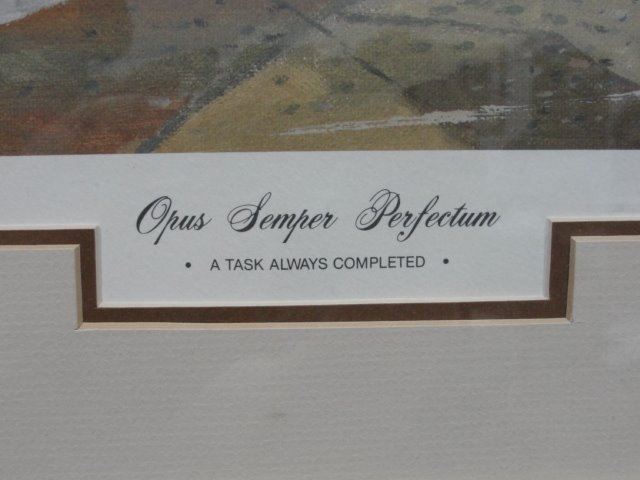 Opus Semper Perfectum
• A TASK ALWAYS COMPLETED •